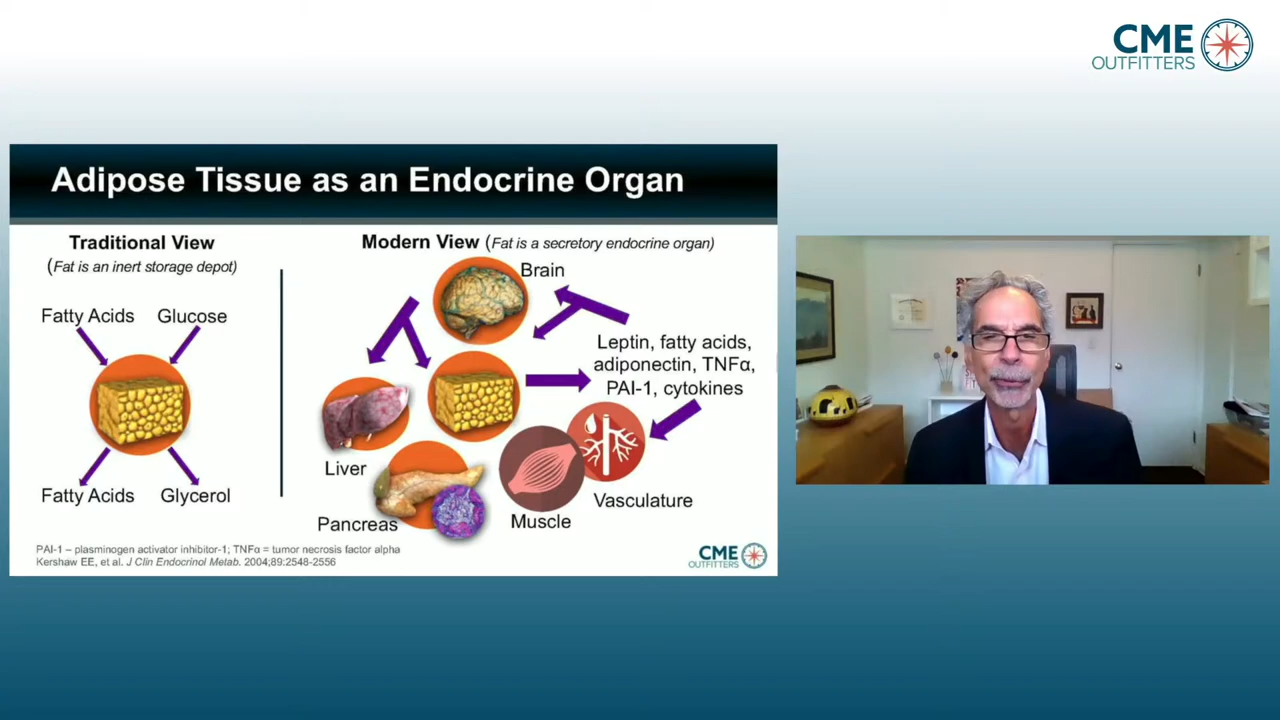 CME
OUTFITTERS
Adipose Tissue as an Endocrine Organ
Traditional View
(Fat is an inert storage depot)
Fatty Acids
Glucose
Fatty Acids
Glycerol
Modern View (Fat is a secretory endocrine organ)
Brain
Leptin, fatty acids,
adiponectin, TNFα,
PAI-1, cytokines
Liver
Pancreas
Muscle
Vasculature
PAI-1 – plasminogen activator inhibitor-1; TNFα = tumor necrosis factor alpha
Kershaw EE, et al. J Clin Endocrinol Metab. 2004;89:2548-2556
CME
OUTFITTERS